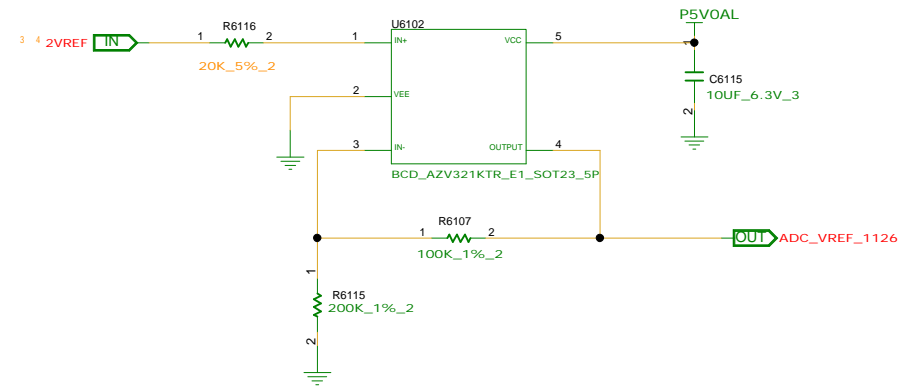 P5V0AL
3 4 2VREF IN 1 R6116 2
20K_5%_2
U6102
1 IN+ VCC 5
2 VEE
3 IN- OUTPUT 4
BCD_AZV321KTR_E1_SOT23_5P
1
C6115
10UF_6.3V_3
2
R6107
1 2
100K_1%_2
OUT ADC_VREF_1126
1
R6115
200K_1%_2
2